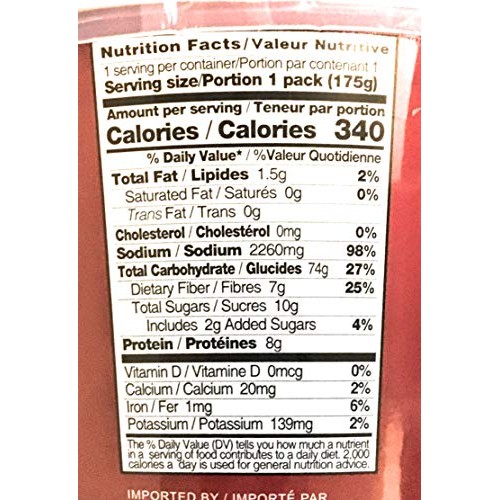 Nutrition Facts / Valeur Nutritive
1 serving per container/Portion par contenant 1
Serving size/Portion 1 pack (175g)
Amount per serving / Teneur par portion
Calories / Calories 340
% Daily Value* / %Valeur Quotidienne
Total Fat / Lipides 1.5g 2%
Saturated Fat / Saturés 0g 0%
Trans Fat / Trans 0g
Cholesterol / Cholestérol 0mg 0%
Sodium / Sodium 2260mg 98%
Total Carbohydrate / Glucides 74g 27%
Dietary Fiber / Fibres 7g 25%
Total Sugars / Sucres 10g
Includes 2g Added Sugars 4%
Protein / Protéines 8g
Vitamin D / Vitamine D 0mcg 0%
Calcium / Calcium 20mg 2%
Iron / Fer 1mg 6%
Potassium / Potassium 139mg 2%
The % Daily Value (DV) tells you how much a nutrient
in a serving of food contributes to a daily diet. 2,000
calories a day is used for general nutrition advice.
IMPORTED BY / IMPORTÉ PAR